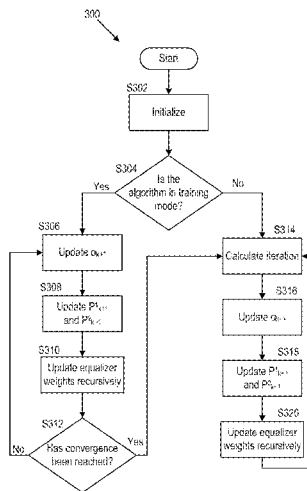 300
Start
S302
Initialize
S304
Is the
algorithm in training
mode?
Yes
No
S306
Update
S308
Update
and
S310
Update equalizer
weights recursively
S312
Has convergence
been reached?
No
Yes
S314
Calculate iteration
S316
Update
S315
Update
and
S320
Update equalizer
weights recursively